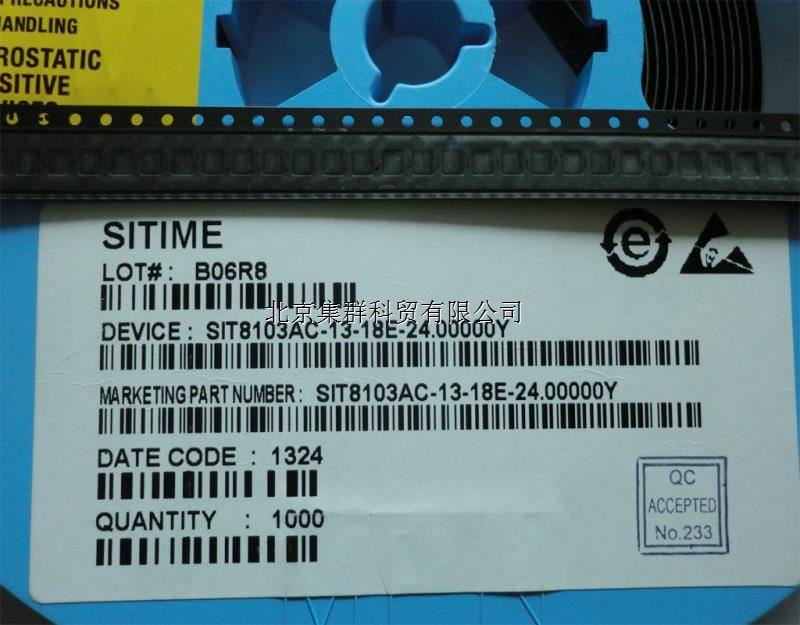 PRECAUTIONS
HANDLING
ROSTATIC
SITIVE
SITIME
LOT#: B06R8
北京集群科贸有限公司
DEVICE: SIT8103AC-13-18E-24.00000Y
MARKETING PART NUMBER: SIT8103AC-13-18E-24.00000Y
DATE CODE : 1324
QUANTITY : 1000
QC
ACCEPTED
No.233